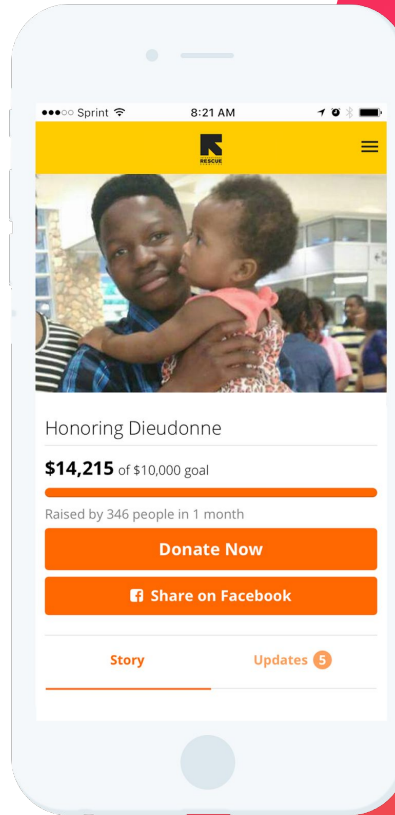 Sprint
8:21 AM
RESCUE
Honoring Dieudonne
$14,215 of $10,000 goal
Raised by 346 people in 1 month
Donate Now
Share on Facebook
Story
Updates 5